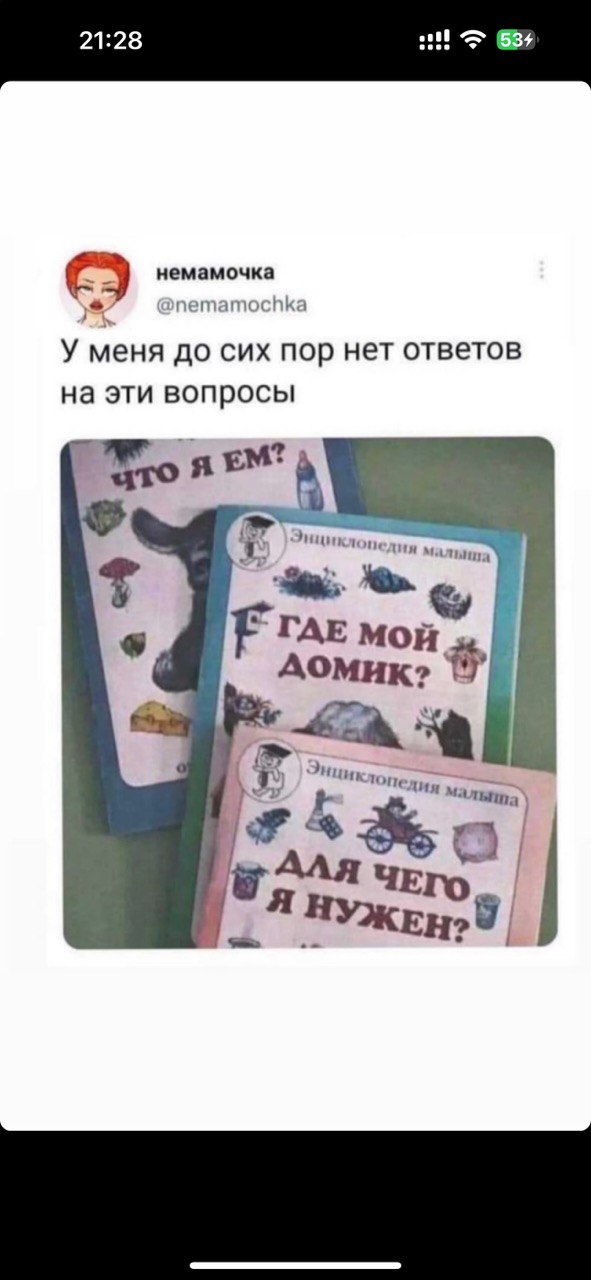 21:28
53
немамочка
@nemamochka
У меня до сих пор нет ответов
на эти вопросы
ЧТО Я ЕМ?
Энциклопедия малыша
ГДЕ МОЙ
ДОМИК?
Энциклопедия малыша
ДЛЯ ЧЕГО
Я НУЖЕН?